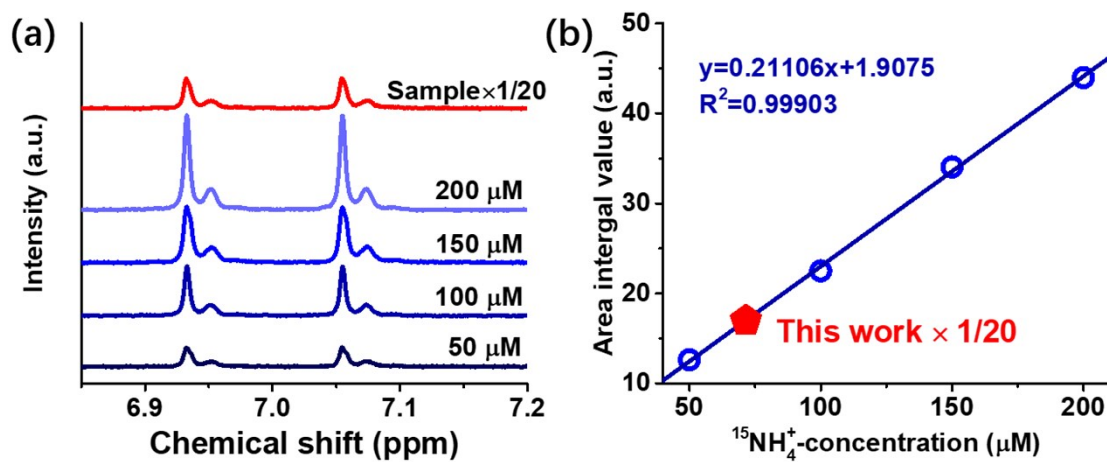 (a)
Sample×1/20
200 μM
150 μM
100 μM
50 μM
Intensity (a.u.)
6.9 7.0 7.1 7.2
Chemical shift (ppm)
(b)
y=0.21106x+1.9075
R²=0.99903
This work × 1/20
Area intergal value (a.u.)
50
40
30
20
10
50 100 150 200
¹⁵NH₄⁺-concentration (μM)